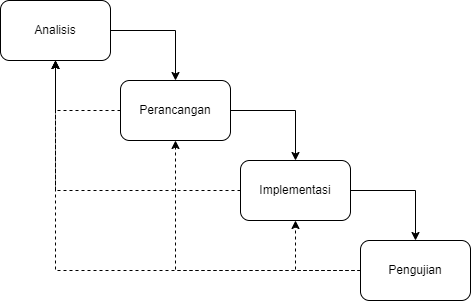 Analisis
Perancangan
Implementasi
Pengujian